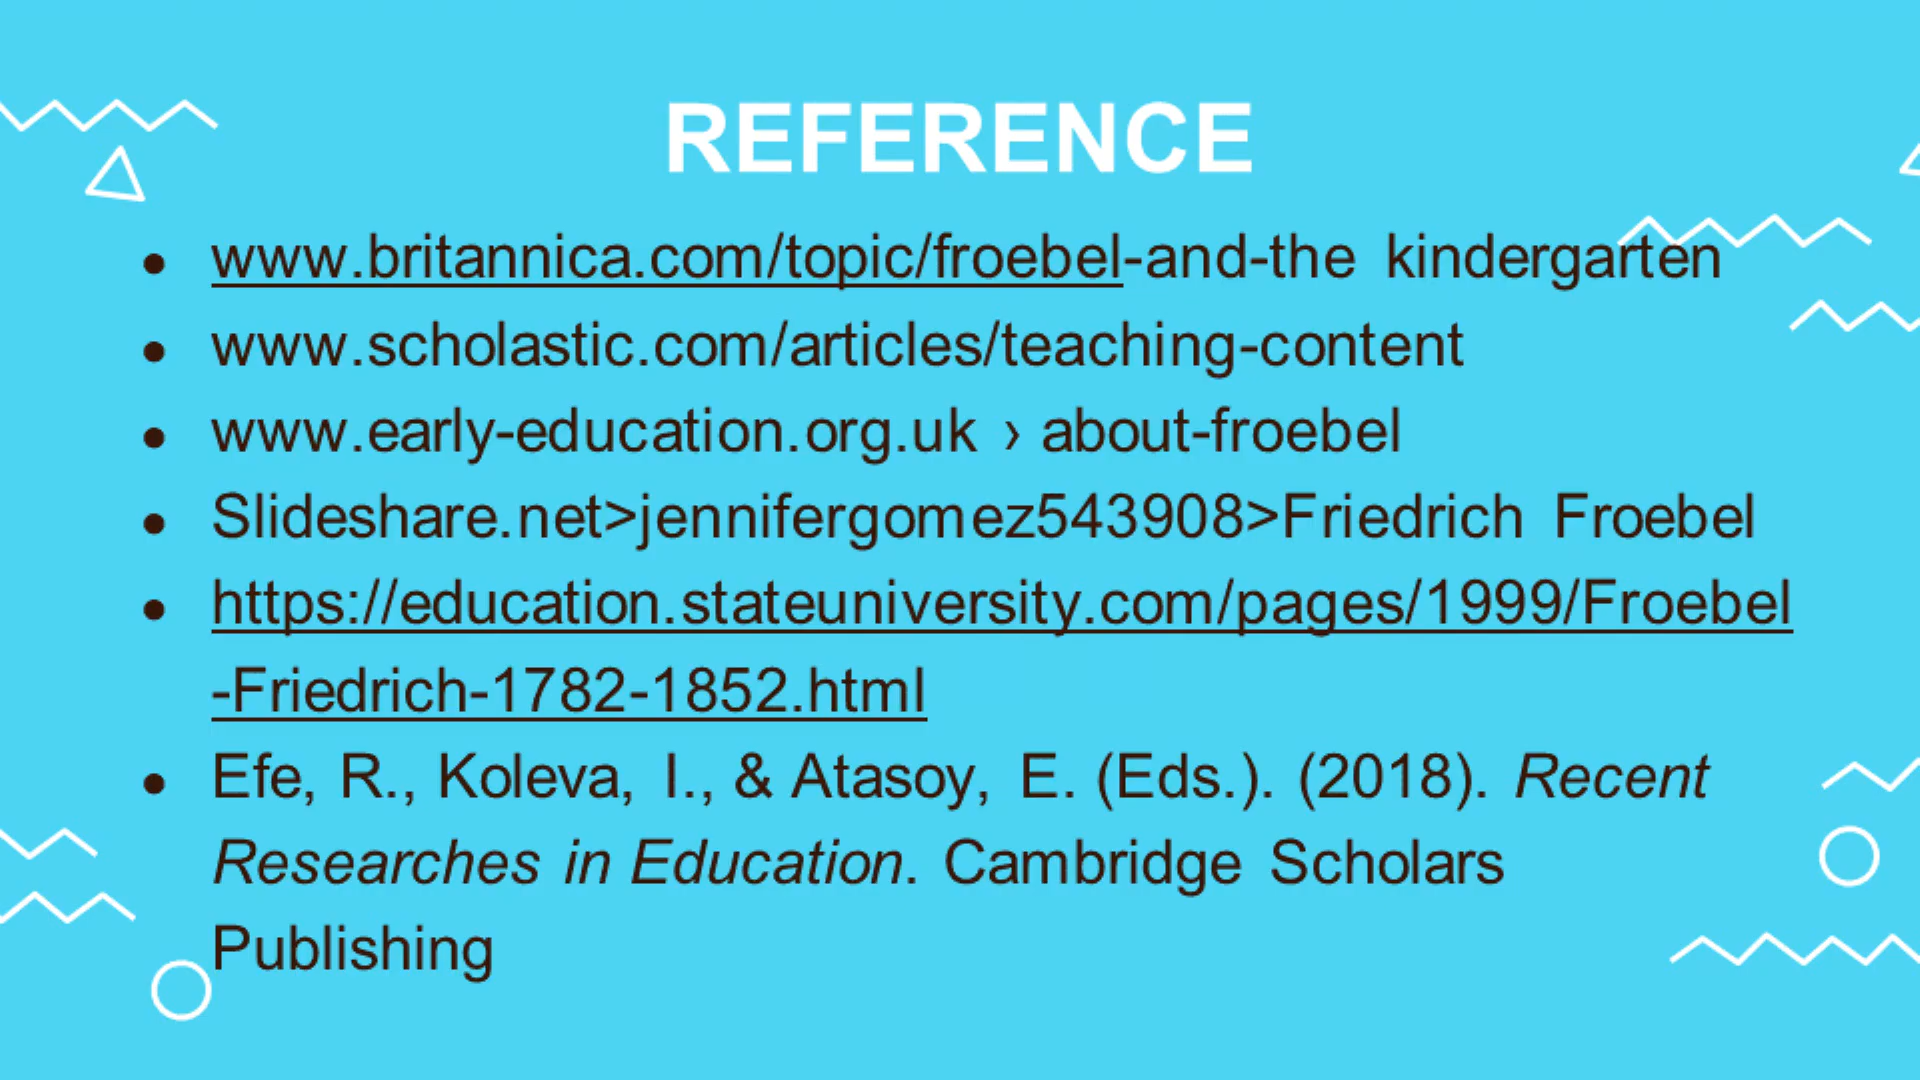 REFERENCE
• www.britannica.com/topic/froebel-and-the kindergarten
• www.scholastic.com/articles/teaching-content
• www.early-education.org.uk › about-froebel
• Slideshare.net>jennifergomez543908>Friedrich Froebel
• https://education.stateuniversity.com/pages/1999/Froebel
-Friedrich-1782-1852.html
• Efe, R., Koleva, I., & Atasoy, E. (Eds.). (2018). Recent
Researches in Education. Cambridge Scholars
Publishing